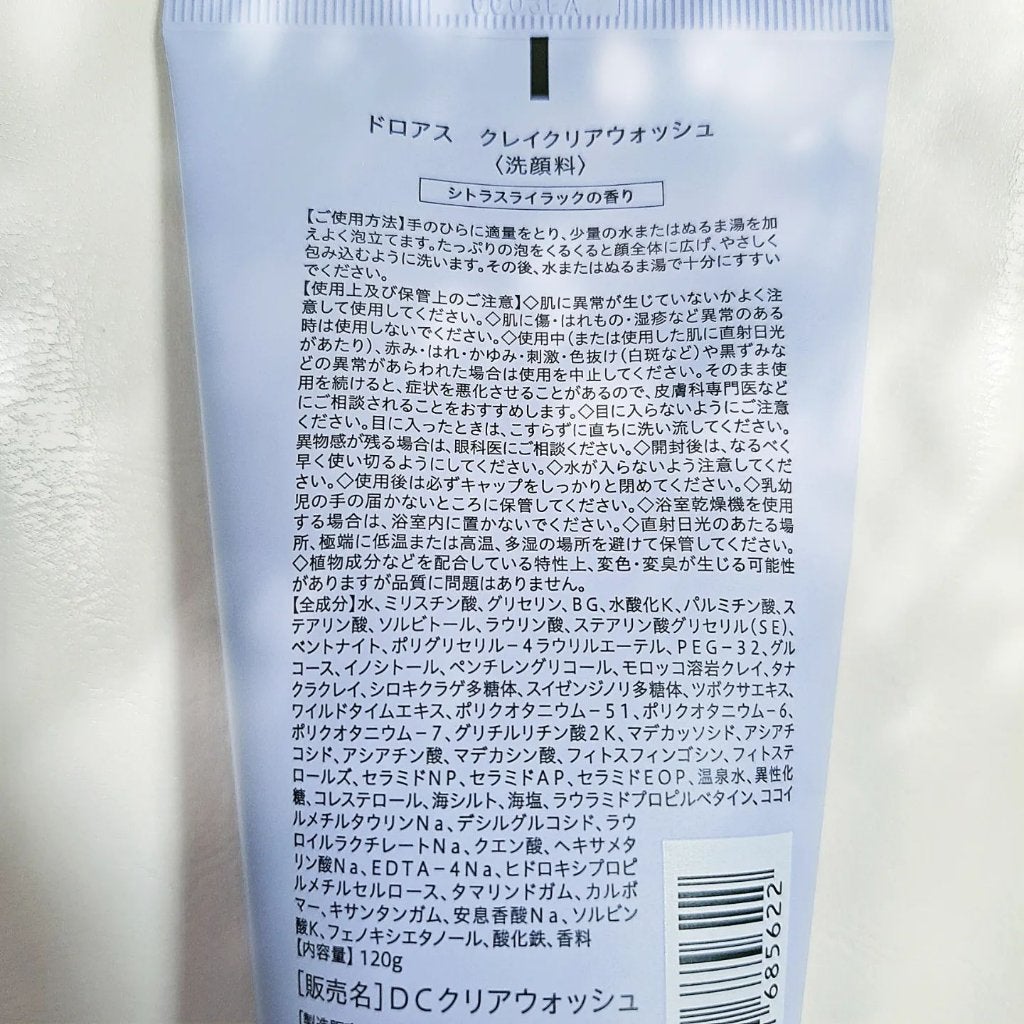 ドロアス　クレイクリアウォッシュ
〈洗顔料〉
シトラスライラックの香り
【ご使用方法】手のひらに適量をとり、少量の水またはぬるま湯を加
えよく泡立てます。たっぷりの泡をくるくると顔全体に広げ、やさしく
包み込むように洗います。その後、水またはぬるま湯で十分にすすい
でください。
【使用上及び保管上のご注意】◇肌に異常が生じていないかよく注
意して使用してください。◇肌に傷・はれもの・湿疹など異常のある
時は使用しないでください。◇使用中（または使用した肌に直射日光
があたり）、赤み・はれ・かゆみ・刺激・色抜け（白斑など）や黒ずみな
どの異常があらわれた場合は使用を中止してください。そのまま使
用を続けると、症状を悪化させることがあるので、皮膚科専門医など
にご相談されることをおすすめします。◇目に入らないようにご注意
ください。目に入ったときは、こすらずに直ちに洗い流してください。
異物感が残る場合は、眼科医にご相談ください。◇開封後は、なるべく
早く使い切るようにしてください。◇水が入らないよう注意してくだ
さい。◇使用後は必ずキャップをしっかりと閉めてください。◇乳幼
児の手の届かないところに保管してください。◇浴室乾燥機を使用
する場合は、浴室内に置かないでください。◇直射日光のあたる場
所、極端に低温または高温、多湿の場所を避けて保管してください。
◇植物成分などを配合している特性上、変色・変臭が生じる可能性
がありますが品質に問題はありません。
【全成分】水、ミリスチン酸、グリセリン、BG、水酸化K、パルミチン酸、ス
テアリン酸、ソルビトール、ラウリン酸、ステアリン酸グリセリル（SE）、
ベントナイト、ポリグリセリル－4ラウリルエーテル、PEG－32、グル
コース、イノシトール、ペンチレングリコール、モロッコ溶岩クレイ、タナ
クラクレイ、シロキクラゲ多糖体、スイゼンジノリ多糖体、ツボクサエキス、
ワイルドタイムエキス、ポリクオタニウム－51、ポリクオタニウム－6、
ポリクオタニウム－7、グリチルリチン酸2K、マデカッソシド、アシアチ
コシド、アシアチン酸、マデカシン酸、フィトスフィンゴシン、フィトステ
ロールズ、セラミドNP、セラミドAP、セラミドEOP、温泉水、異性化
糖、コレステロール、海シルト、海塩、ラウラミドプロピルベタイン、ココイ
ルメチルタウリンNa、デシルグルコシド、ラウ
ロイルラクチレートNa、クエン酸、ヘキサメタ
リン酸Na、EDTA－4Na、ヒドロキシプロピ
ルメチルセルロース、タマリンドガム、カルボ
マー、キサンタンガム、安息香酸Na、ソルビン
酸K、フェノキシエタノール、酸化鉄、香料
【内容量】120g
［販売名］DCクリアウォッシュ
685622